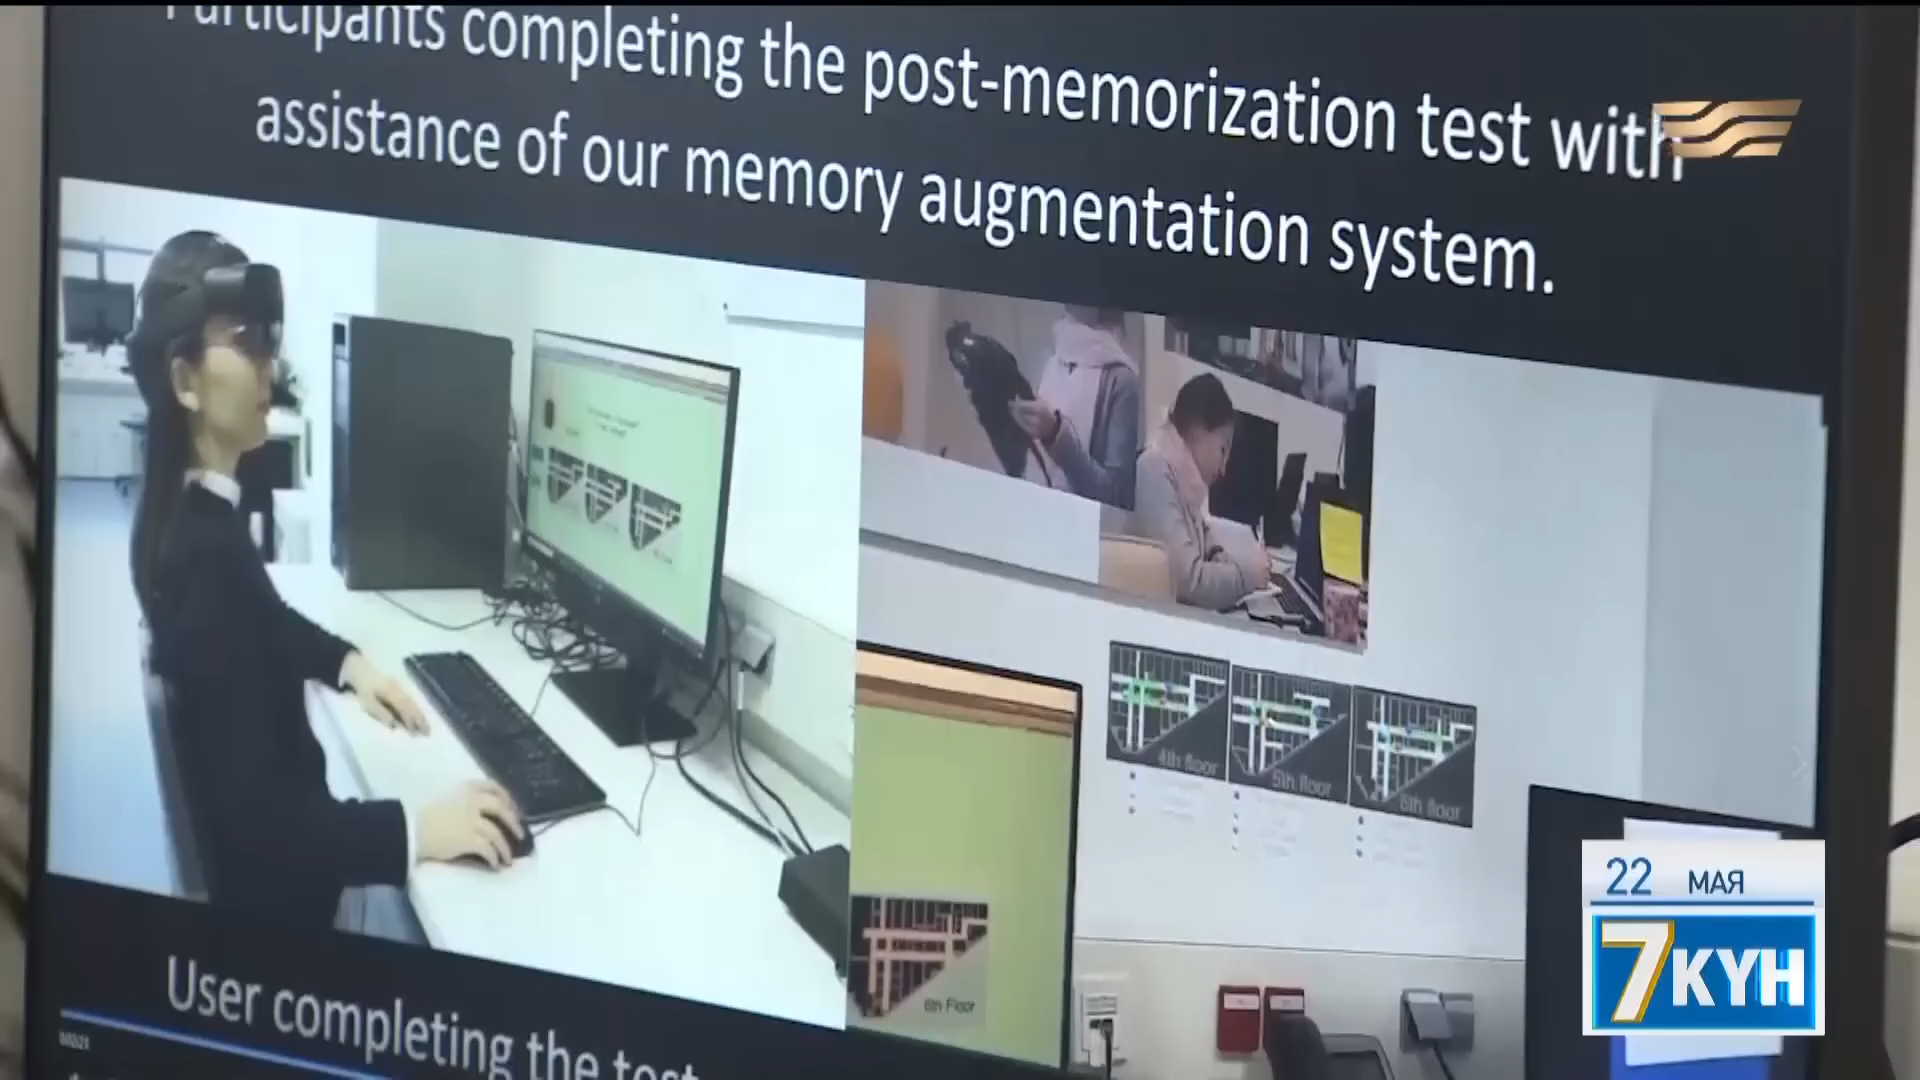 Participants completing the post-memorization test with
assistance of our memory augmentation system.
4th floor
5th floor
6th floor
6th Floor
User completing the test
22 МАЯ
7КҮН